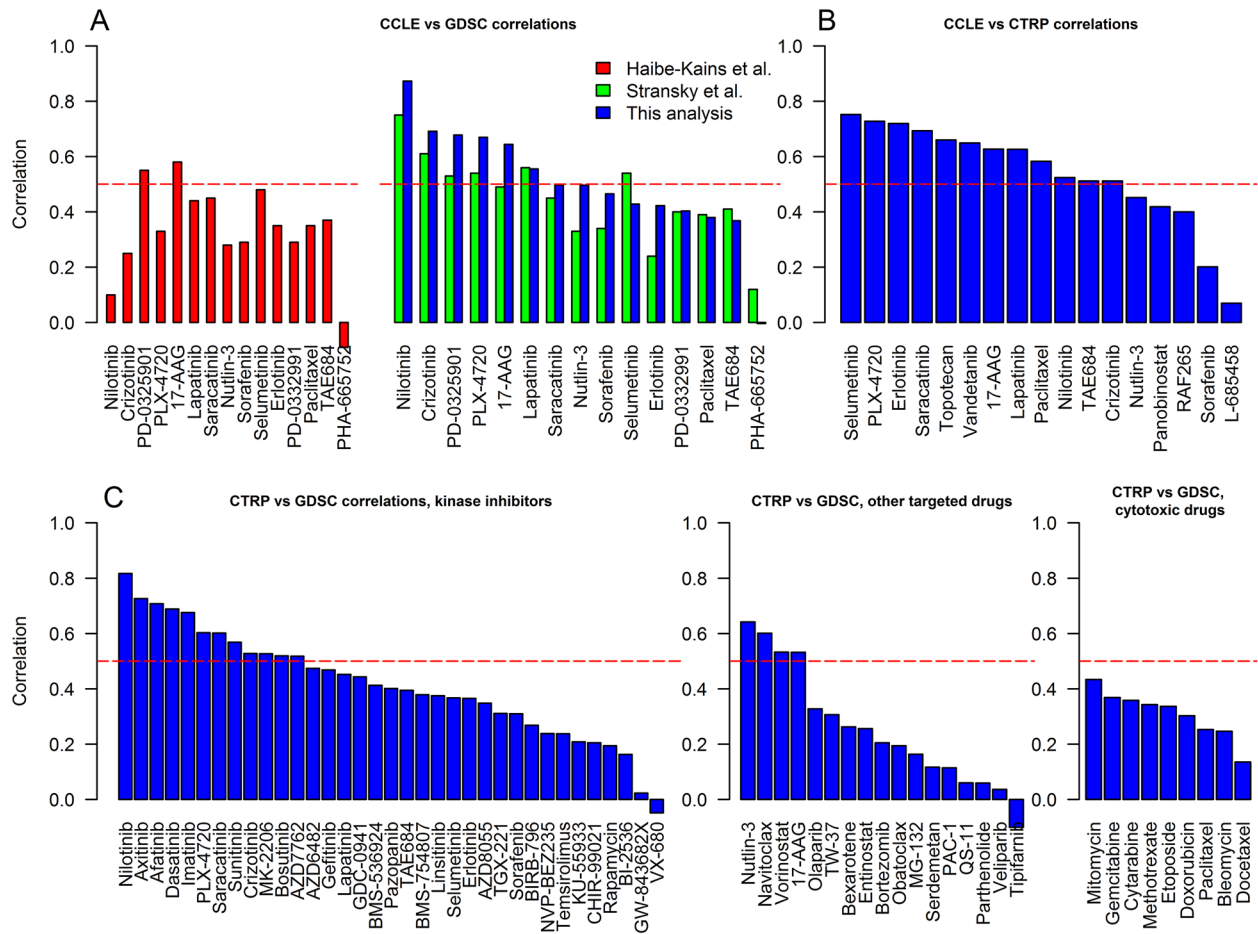 A
CCLE vs GDSC correlations
Haibe-Kains et al.
Stransky et al.
This analysis
Correlation
1.0
0.8
0.6
0.4
0.2
0.0
Nilotinib
Crizotinib
PD-0325901
PLX-4720
17-AAG
Lapatinib
Saracatinib
Nutlin-3
Sorafenib
Selumetinib
Erlotinib
PD-0332991
Paclitaxel
TAE684
PHA-665752
1.0
0.8
0.6
0.4
0.2
0.0
Nilotinib
Crizotinib
PD-0325901
PLX-4720
17-AAG
Lapatinib
Saracatinib
Nutlin-3
Sorafenib
Selumetinib
Erlotinib
PD-0332991
Paclitaxel
TAE684
PHA-665752
B
CCLE vs CTRP correlations
1.0
0.8
0.6
0.4
0.2
0.0
Selumetinib
PLX-4720
Erlotinib
Saracatinib
Topotecan
Vandetanib
17-AAG
Lapatinib
Paclitaxel
Nilotinib
TAE684
Crizotinib
Nutlin-3
Panobinostat
RAF265
Sorafenib
L-685458
C
CTRP vs GDSC correlations, kinase inhibitors
Correlation
1.0
0.8
0.6
0.4
0.2
0.0
Nilotinib
Axitinib
Afatinib
Dasatinib
Imatinib
PLX-4720
Saracatinib
Sunitinib
Crizotinib
MK-2206
Bosutinib
AZD7762
AZD6482
Gefitinib
Lapatinib
GDC-0941
BMS-536924
Pazopanib
TAE684
BMS-754807
Linsitinib
Selumetinib
Erlotinib
AZD8055
TGX-221
Sorafenib
BIRB-796
NVP-BEZ235
Temsirolimus
KU-55933
CHIR-99021
Rapamycin
BI-2536
GW-843682X
VX-680
CTRP vs GDSC, other targeted drugs
1.0
0.8
0.6
0.4
0.2
0.0
Nutlin-3
Navitoclax
Vorinostat
17-AAG
Olaparib
TW-37
Bexarotene
Entinostat
Bortezomib
Obatoclax
MG-132
Serdemetan
PAC-1
QS-11
Parthenolide
Veliparib
Tipifarnib
CTRP vs GDSC,
cytotoxic drugs
1.0
0.8
0.6
0.4
0.2
0.0
Mitomycin
Gemcitabine
Cytarabine
Methotrexate
Etoposide
Doxorubicin
Paclitaxel
Bleomycin
Docetaxel